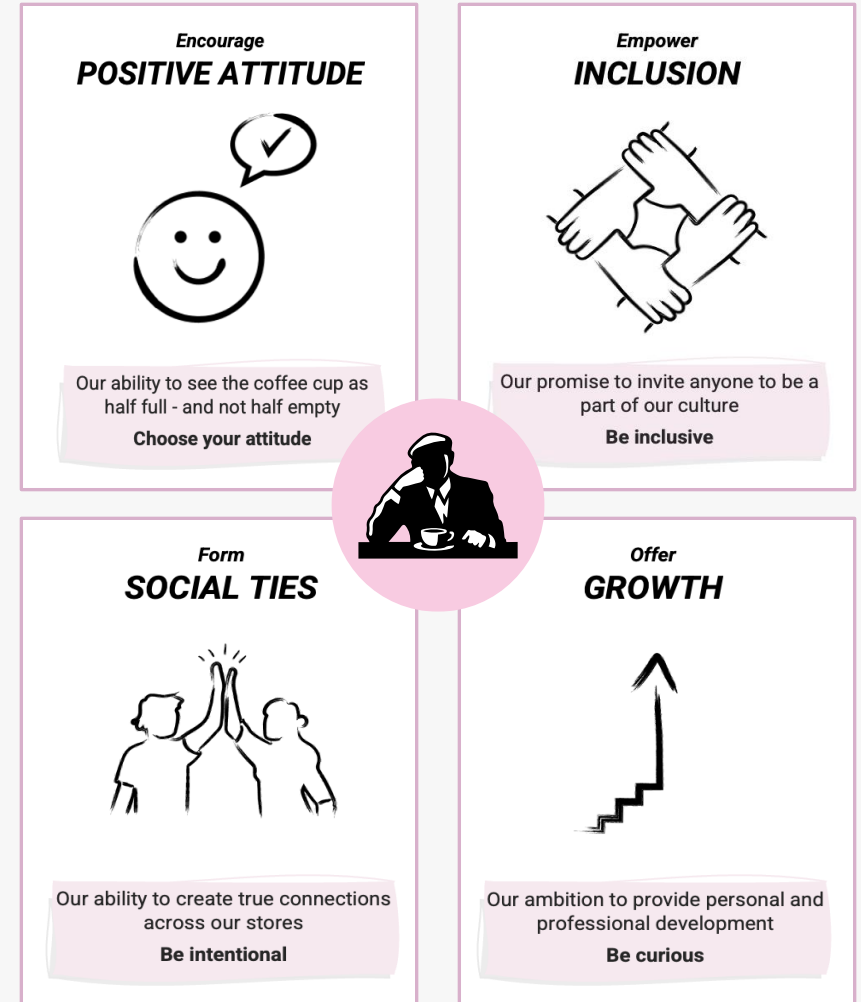 Encourage
POSITIVE ATTITUDE
Our ability to see the coffee cup as
half full - and not half empty
Choose your attitude
Empower
INCLUSION
Our promise to invite anyone to be a
part of our culture
Be inclusive
Form
SOCIAL TIES
Our ability to create true connections
across our stores
Be intentional
Offer
GROWTH
Our ambition to provide personal and
professional development
Be curious